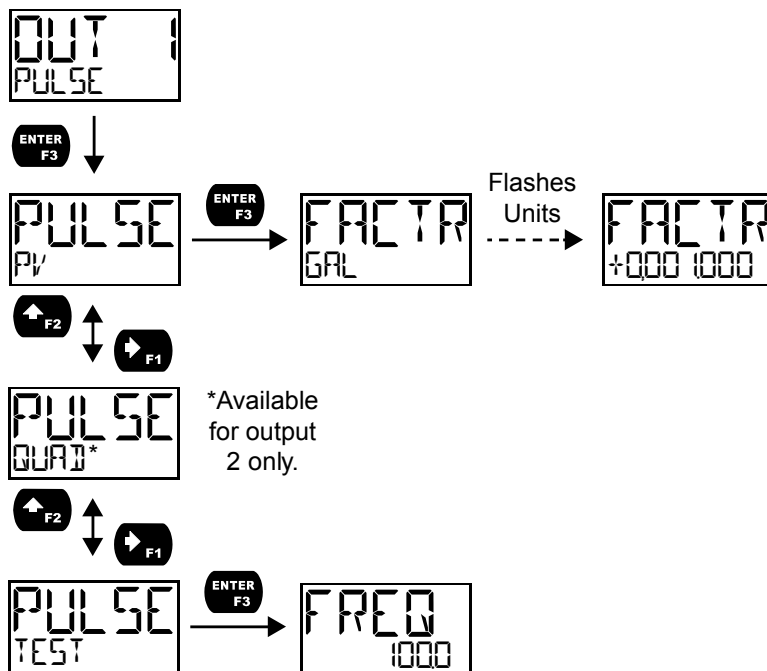 OUT 1
PULSE
ENTER
F3
PULSE
PV
ENTER
F3
FACTR
GAL
Flashes
Units
FACTR
÷0,001.000
F2
F1
PULSE
QUAD*
*Available
for output
2 only.
F2
F1
PULSE
TEST
ENTER
F3
FREQ
100.0